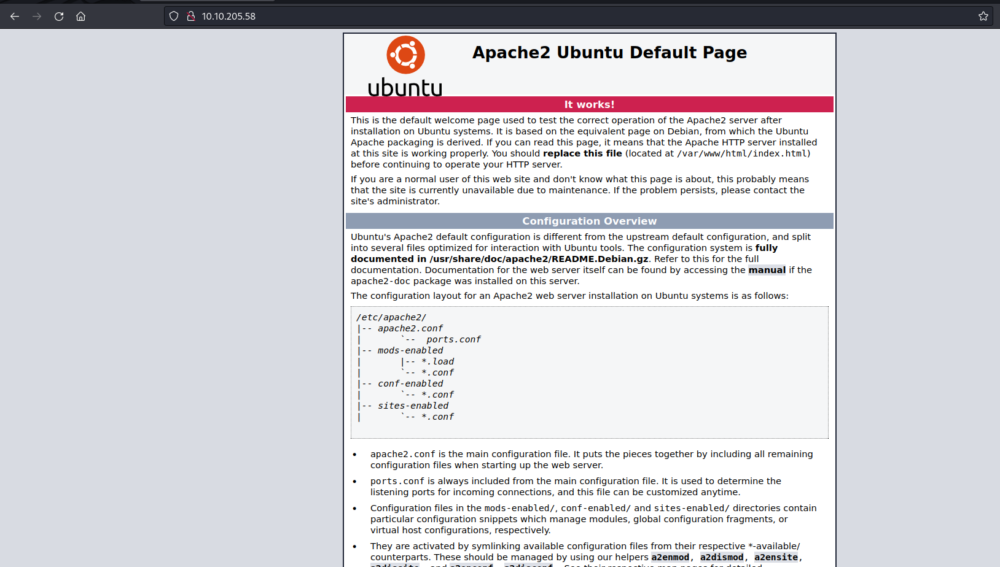 10.10.205.58
ubuntu
Apache2 Ubuntu Default Page
It works!
This is the default welcome page used to test the correct operation of the Apache2 server after
installation on Ubuntu systems. It is based on the equivalent page on Debian, from which the Ubuntu
Apache packaging is derived. If you can read this page, it means that the Apache HTTP server installed
at this site is working properly. You should replace this file (located at /var/www/html/index.html)
before continuing to operate your HTTP server.
If you are a normal user of this web site and don't know what this page is about, this probably means
that the site is currently unavailable due to maintenance. If the problem persists, please contact the
site's administrator.
Configuration Overview
Ubuntu's Apache2 default configuration is different from the upstream default configuration, and split
into several files optimized for interaction with Ubuntu tools. The configuration system is fully
documented in /usr/share/doc/apache2/README.Debian.gz. Refer to this for the full
documentation. Documentation for the web server itself can be found by accessing the manual if the
apache2-doc package was installed on this server.
The configuration layout for an Apache2 web server installation on Ubuntu systems is as follows:
/etc/apache2/
|-- apache2.conf
|       `--  ports.conf
|-- mods-enabled
|       |-- *.load
|       `-- *.conf
|-- conf-enabled
|       `-- *.conf
|-- sites-enabled
|       `-- *.conf
• apache2.conf is the main configuration file. It puts the pieces together by including all remaining
configuration files when starting up the web server.
• ports.conf is always included from the main configuration file. It is used to determine the
listening ports for incoming connections, and this file can be customized anytime.
• Configuration files in the mods-enabled/, conf-enabled/ and sites-enabled/ directories contain
particular configuration snippets which manage modules, global configuration fragments, or
virtual host configurations, respectively.
• They are activated by symlinking available configuration files from their respective *-available/
counterparts. These should be managed by using our helpers a2enmod, a2dismod, a2ensite,
a2dissite, and a2enconf, a2disconf . See their respective man pages for detailed